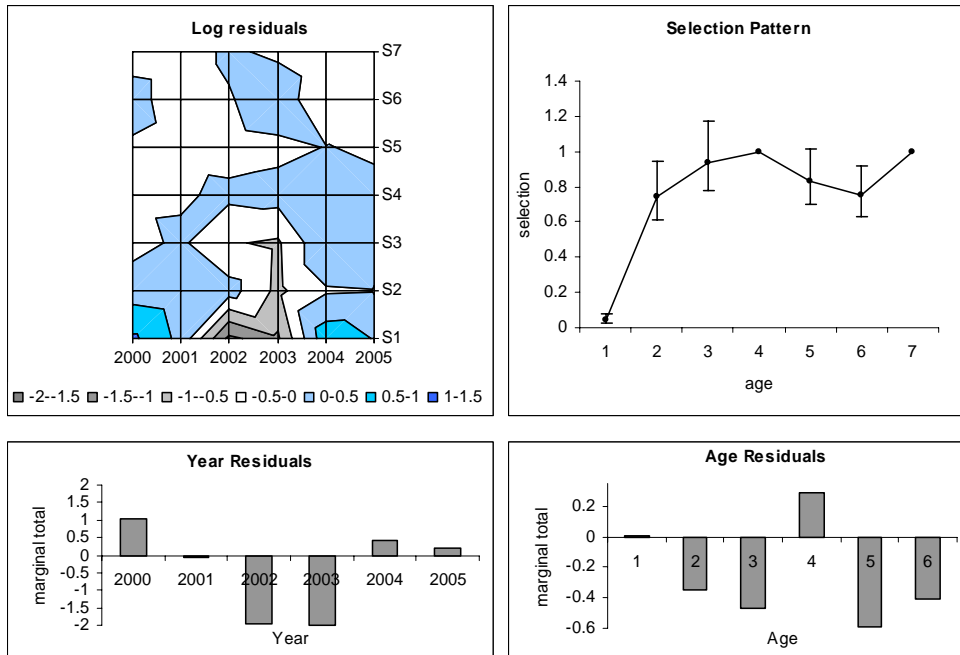 Log residuals
S7
S6
S5
S4
S3
S2
S1
2000 2001 2002 2003 2004 2005
-2--1.5 -1.5--1 -1--0.5 -0.5-0 0-0.5 0.5-1 1-1.5
Selection Pattern
selection
1.4
1.2
1
0.8
0.6
0.4
0.2
0
1 2 3 4 5 6 7
age
Year Residuals
marginal total
2
1.5
1
0.5
0
-0.5
-1
-1.5
-2
2000 2001 2002 2003 2004 2005
Year
Age Residuals
marginal total
0.2
0
-0.2
-0.4
-0.6
1 2 3 4 5 6
Age